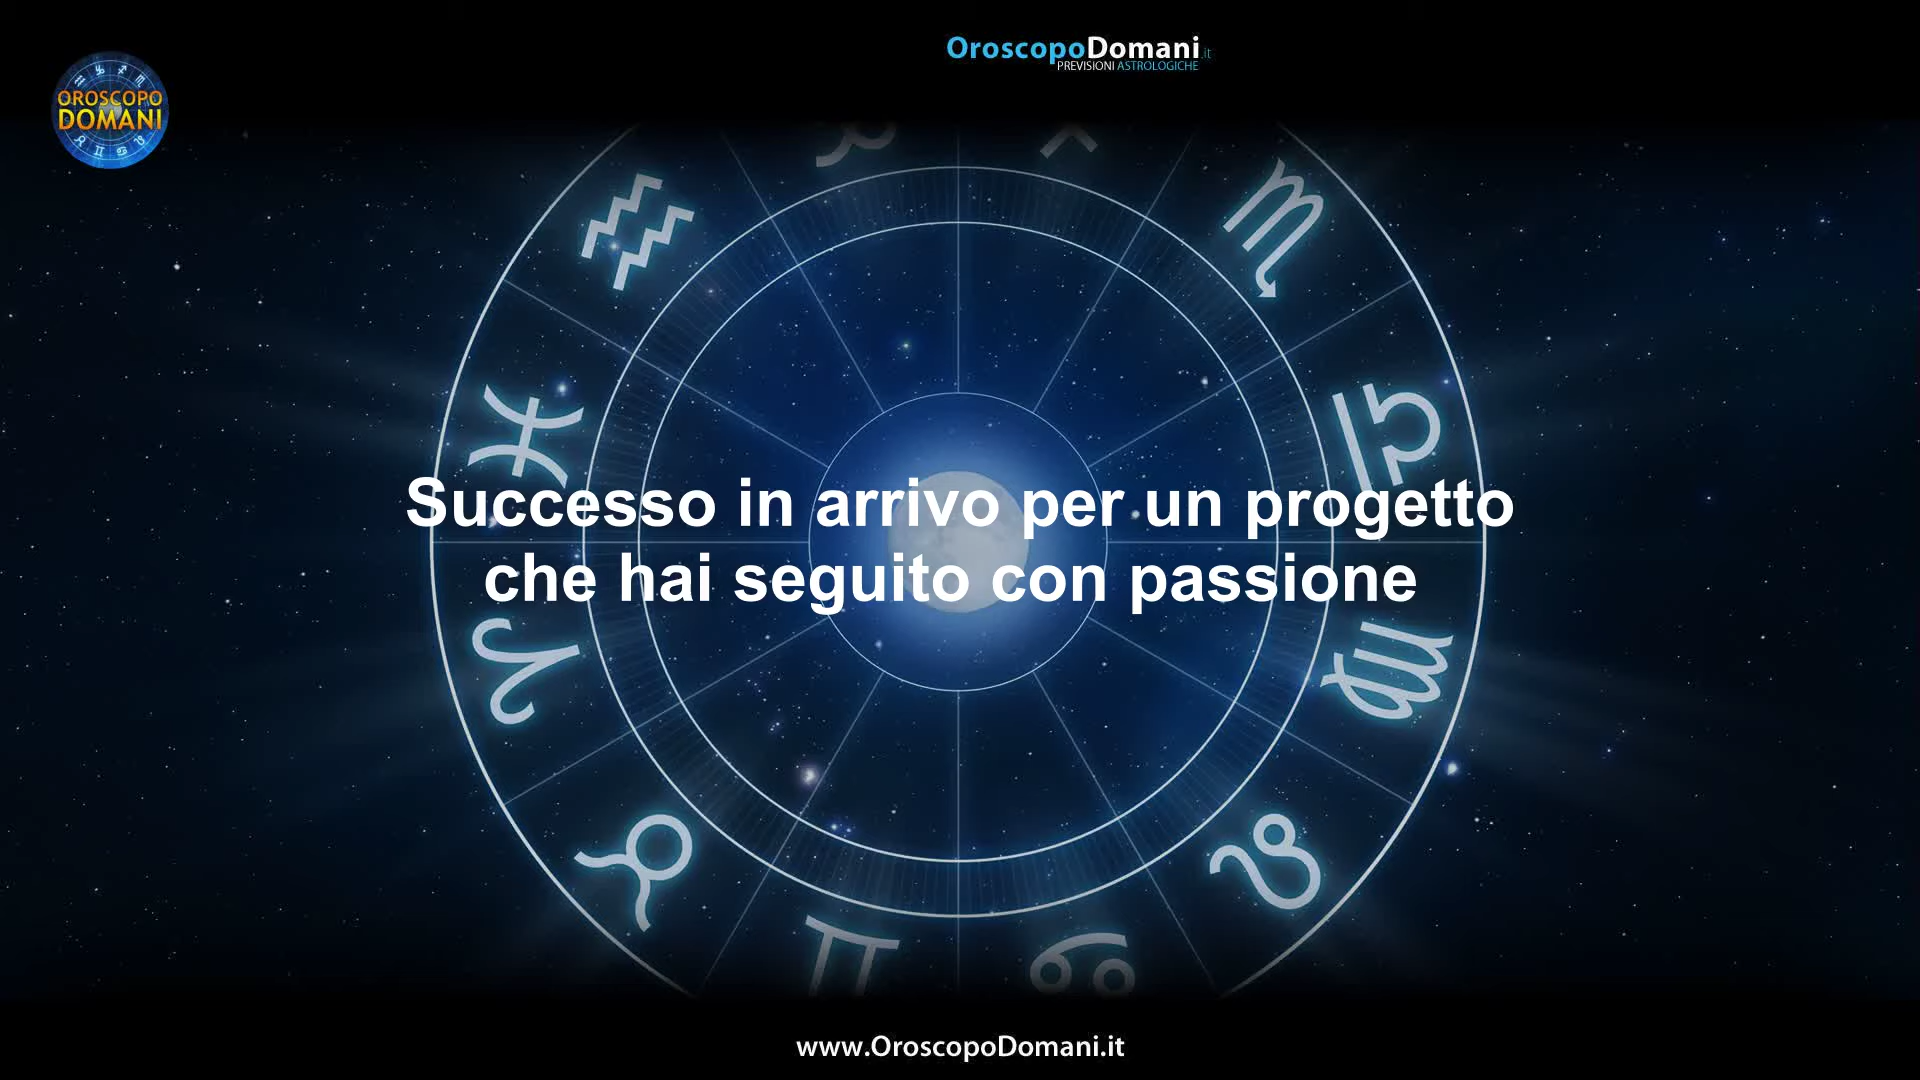 OroscopoDomani.it
PREVISIONI ASTROLOGICHE
OROSCOPO
DOMANI
Successo in arrivo per un progetto
che hai seguito con passione
www.OroscopoDomani.it